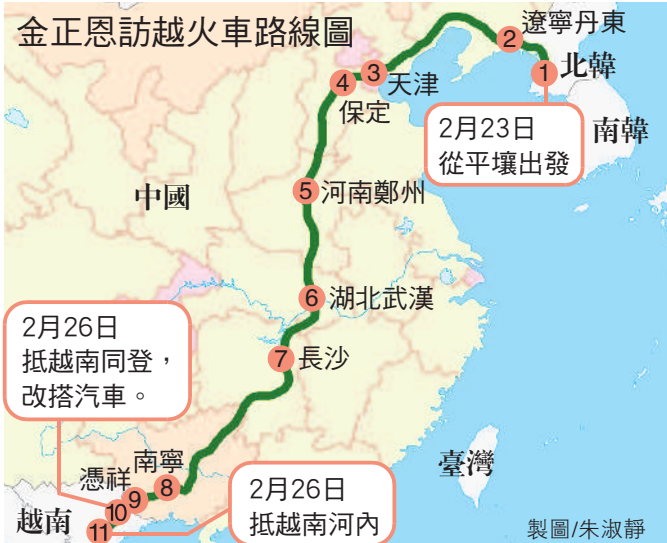 金正恩訪越火車路線圖
2
遼寧丹東
1
北韓
3
天津
4
保定
2月23日
從平壤出發
南韓
中國
5
河南鄭州
6
湖北武漢
2月26日
抵越南同登，
改搭汽車。
7
長沙
南寧
8
憑祥
9
10
11
越南
2月26日
抵越南河內
臺灣
製圖/朱淑靜